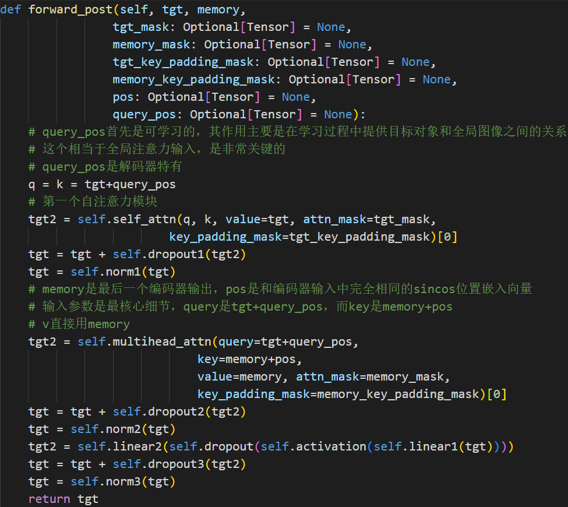 def forward_post(self, tgt, memory,
                 tgt_mask: Optional[Tensor] = None,
                 memory_mask: Optional[Tensor] = None,
                 tgt_key_padding_mask: Optional[Tensor] = None,
                 memory_key_padding_mask: Optional[Tensor] = None,
                 pos: Optional[Tensor] = None,
                 query_pos: Optional[Tensor] = None):
    # query_pos首先是可学习的，其作用主要是在学习过程中提供目标对象和全局图像之间的关系
    # 这个相当于全局注意力输入，是非常关键的
    # query_pos是解码器特有
    q = k = tgt+query_pos
    # 第一个自注意力模块
    tgt2 = self.self_attn(q, k, value=tgt, attn_mask=tgt_mask,
                          key_padding_mask=tgt_key_padding_mask)[0]
    tgt = tgt + self.dropout1(tgt2)
    tgt = self.norm1(tgt)
    # memory是最后一个编码器输出，pos是和编码器输入中完全相同的sincos位置嵌入向量
    # 输入参数是最核心细节，query是tgt+query_pos，而key是memory+pos
    # v直接用memory
    tgt2 = self.multihead_attn(query=tgt+query_pos,
                               key=memory+pos,
                               value=memory, attn_mask=memory_mask,
                               key_padding_mask=memory_key_padding_mask)[0]
    tgt = tgt + self.dropout2(tgt2)
    tgt = self.norm2(tgt)
    tgt2 = self.linear2(self.dropout(self.activation(self.linear1(tgt))))
    tgt = tgt + self.dropout3(tgt2)
    tgt = self.norm3(tgt)
    return tgt